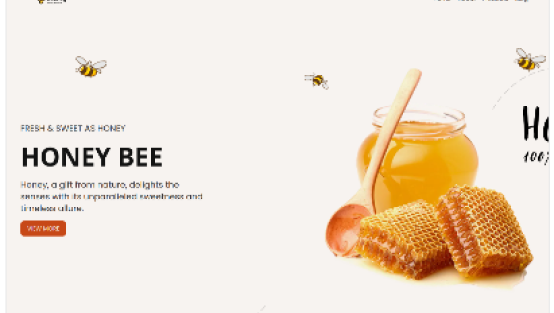 FRESH & SWEET AS HONEY
HONEY BEE
Honey, a gift from nature, delights the
senses with its unparalleled sweetness and
timeless allure.
VIEW MORE
100%